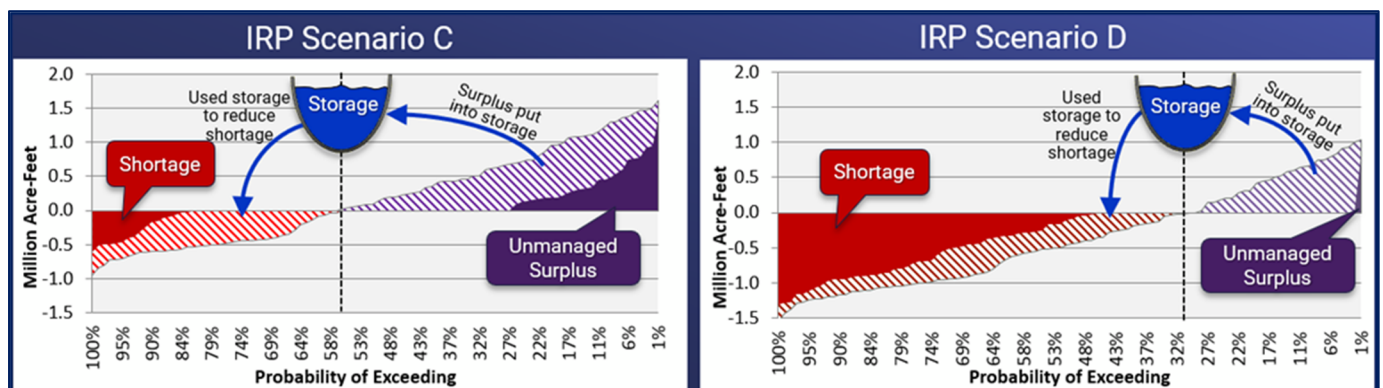 IRP Scenario C
Million Acre-Feet
2.0
1.5
1.0
0.5
0.0
-0.5
-1.0
-1.5
Used storage
to reduce
shortage
Storage
Surplus put
into storage
Shortage
Unmanaged
Surplus
100%
95%
90%
84%
79%
74%
69%
64%
58%
53%
48%
43%
37%
32%
27%
22%
17%
11%
6%
1%
Probability of Exceeding
IRP Scenario D
Million Acre-Feet
2.0
1.5
1.0
0.5
0.0
-0.5
-1.0
-1.5
Used
storage to
reduce
shortage
Storage
Surplus put
into storage
Shortage
Unmanaged
Surplus
100%
95%
90%
84%
79%
74%
69%
64%
58%
53%
48%
43%
37%
32%
27%
22%
17%
11%
6%
1%
Probability of Exceeding